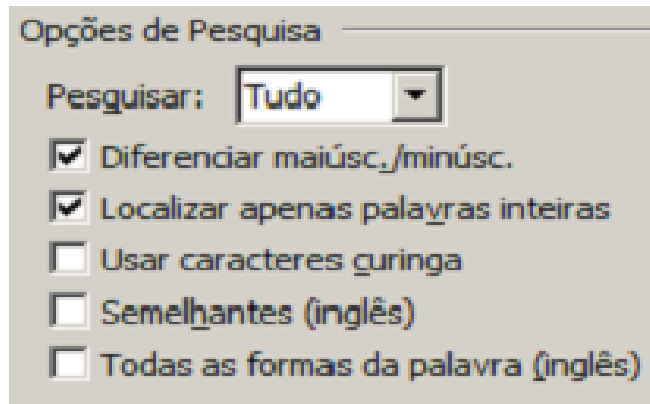 Opções de Pesquisa
Pesquisar: Tudo
Diferenciar maiúsc./minúsc.
Localizar apenas palavras inteiras
Usar caracteres curinga
Semelhantes (inglês)
Todas as formas da palavra (inglês)